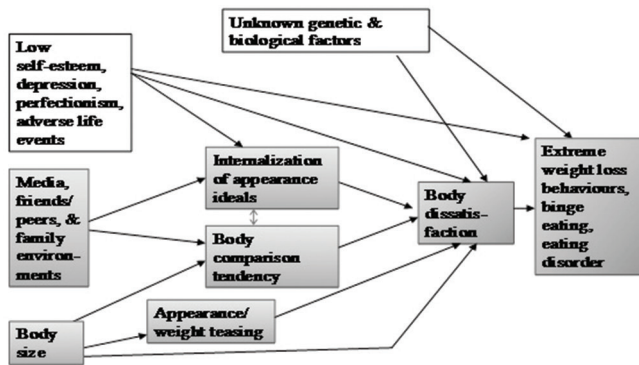 Unknown genetic &
biological factors
Low
self-esteem,
depression,
perfectionism,
adverse life
events
Internalization
of appearance
ideals
Extreme
weight loss
behaviours,
binge
eating,
eating
disorder
Media,
friends/
peers, &
family
environ-
ments
Body
dissatis-
faction
Body
comparison
tendency
Appearance/
weight teasing
Body
size